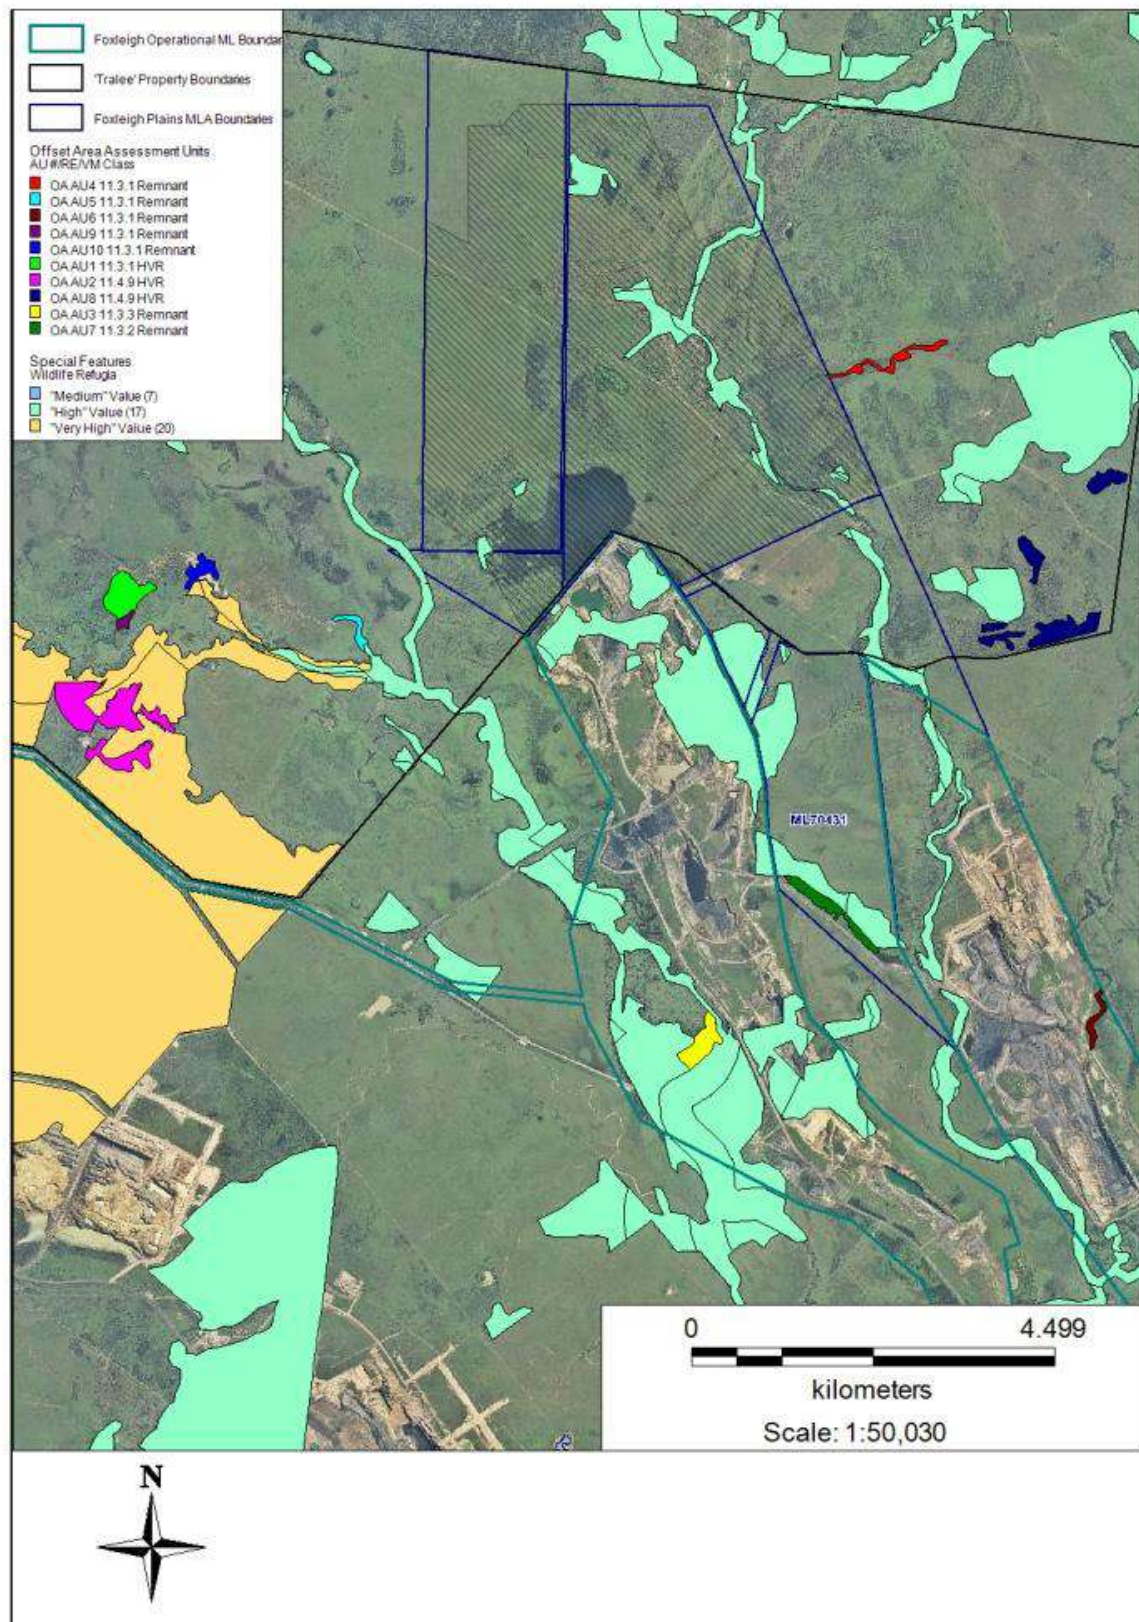 Foxleigh Operational ML Boundar
'Tralee' Property Boundaries
Foxleigh Plains MLA Boundaries
Offset Area Assessment Units
AU #/RE/VM Class
OA AU4 11.3.1 Remnant
OA AU5 11.3.1 Remnant
OA AU6 11.3.1 Remnant
OA AU9 11.3.1 Remnant
OA AU10 11.3.1 Remnant
OA AU1 11.3.1 HVR
OA AU2 11.4.9 HVR
OA AU8 11.4.9 HVR
OA AU3 11.3.3 Remnant
OA AU7 11.3.2 Remnant
Special Features
Wildlife Refugia
"Medium" Value (7)
"High" Value (17)
"Very High" Value (20)
ML70431
0 4.499
kilometers
Scale: 1:50,030
N